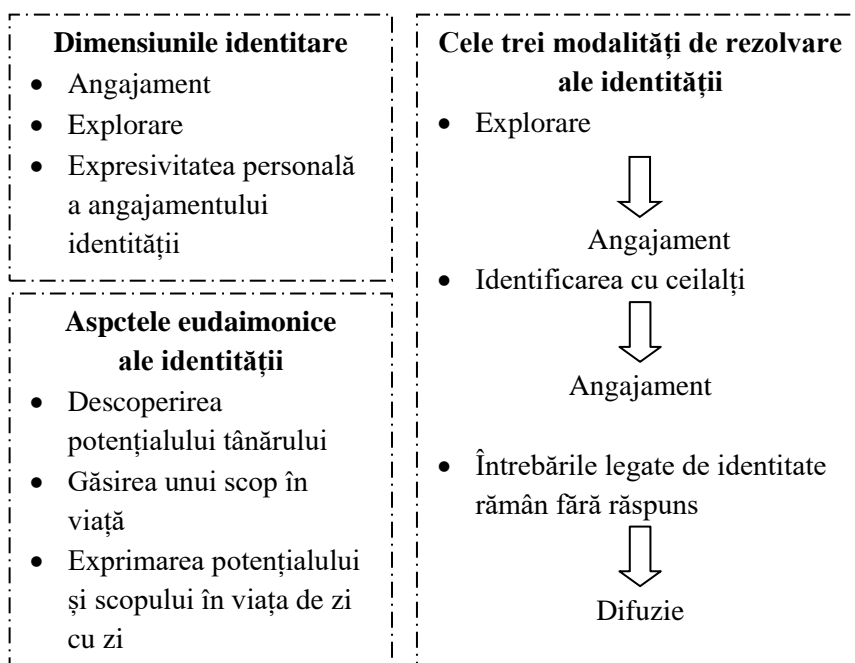 Dimensiunile identitare
• Angajament
• Explorare
• Expresivitatea personală
a angajamentului
identității
Aspctele eudaimonice
ale identității
• Descoperirea
potențialului tânărului
• Găsirea unui scop în
viață
• Exprimarea potențialului
și scopului în viața de zi
cu zi
Cele trei modalități de rezolvare
ale identității
• Explorare
Angajament
• Identificarea cu ceilalți
Angajament
• Întrebările legate de identitate
rămân fără răspuns
Difuzie